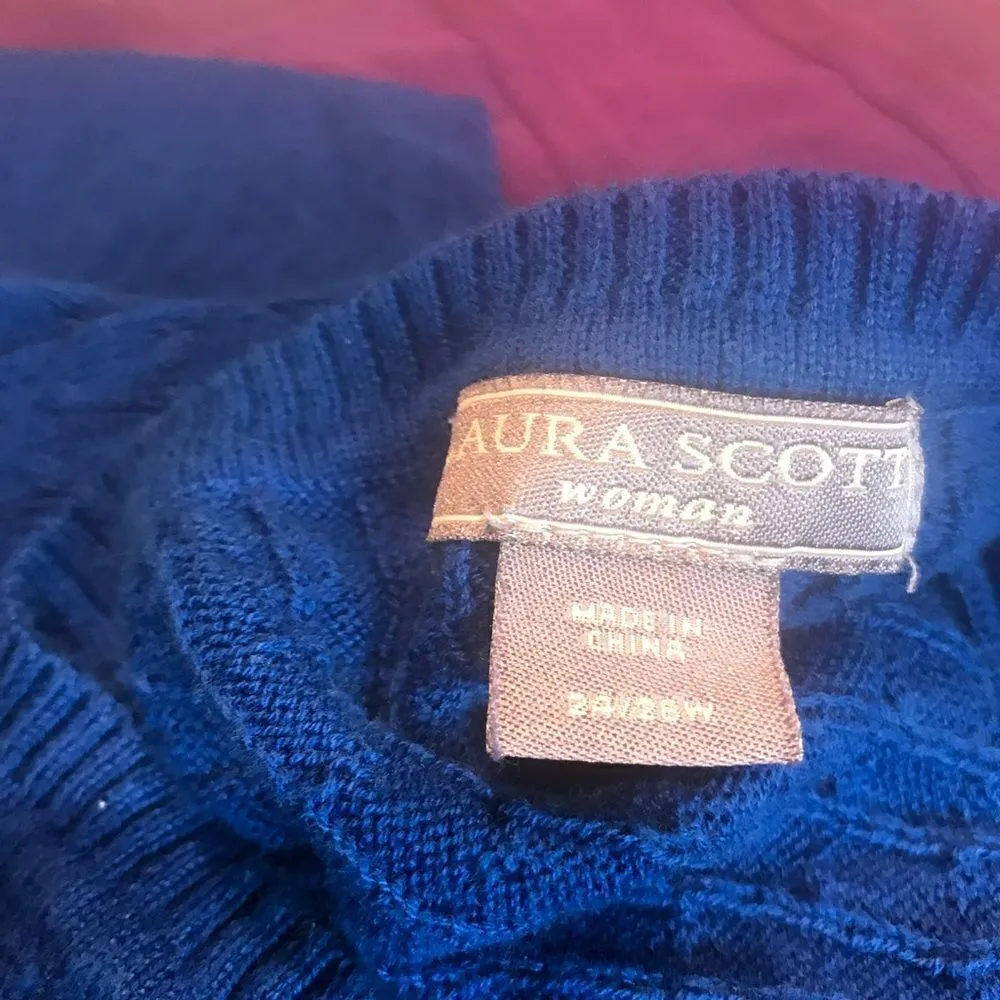 AURA SCOTT
woman
MADE IN
CHINA
24/26W